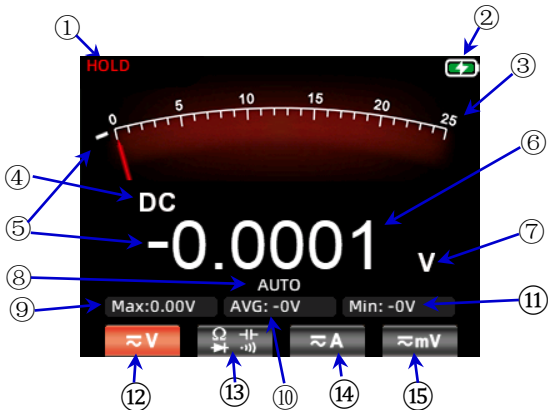 ① ②
HOLD
③
0 5 10 15 20 25
④ DC
⑤ -0.0001 V ⑥ ⑦
⑧ AUTO
⑨ Max:0.00V AVG: -0V Min: -0V ⑪
≂V Ω ≂A ≂mV
⑫ ⑬ ⑩ ⑭ ⑮